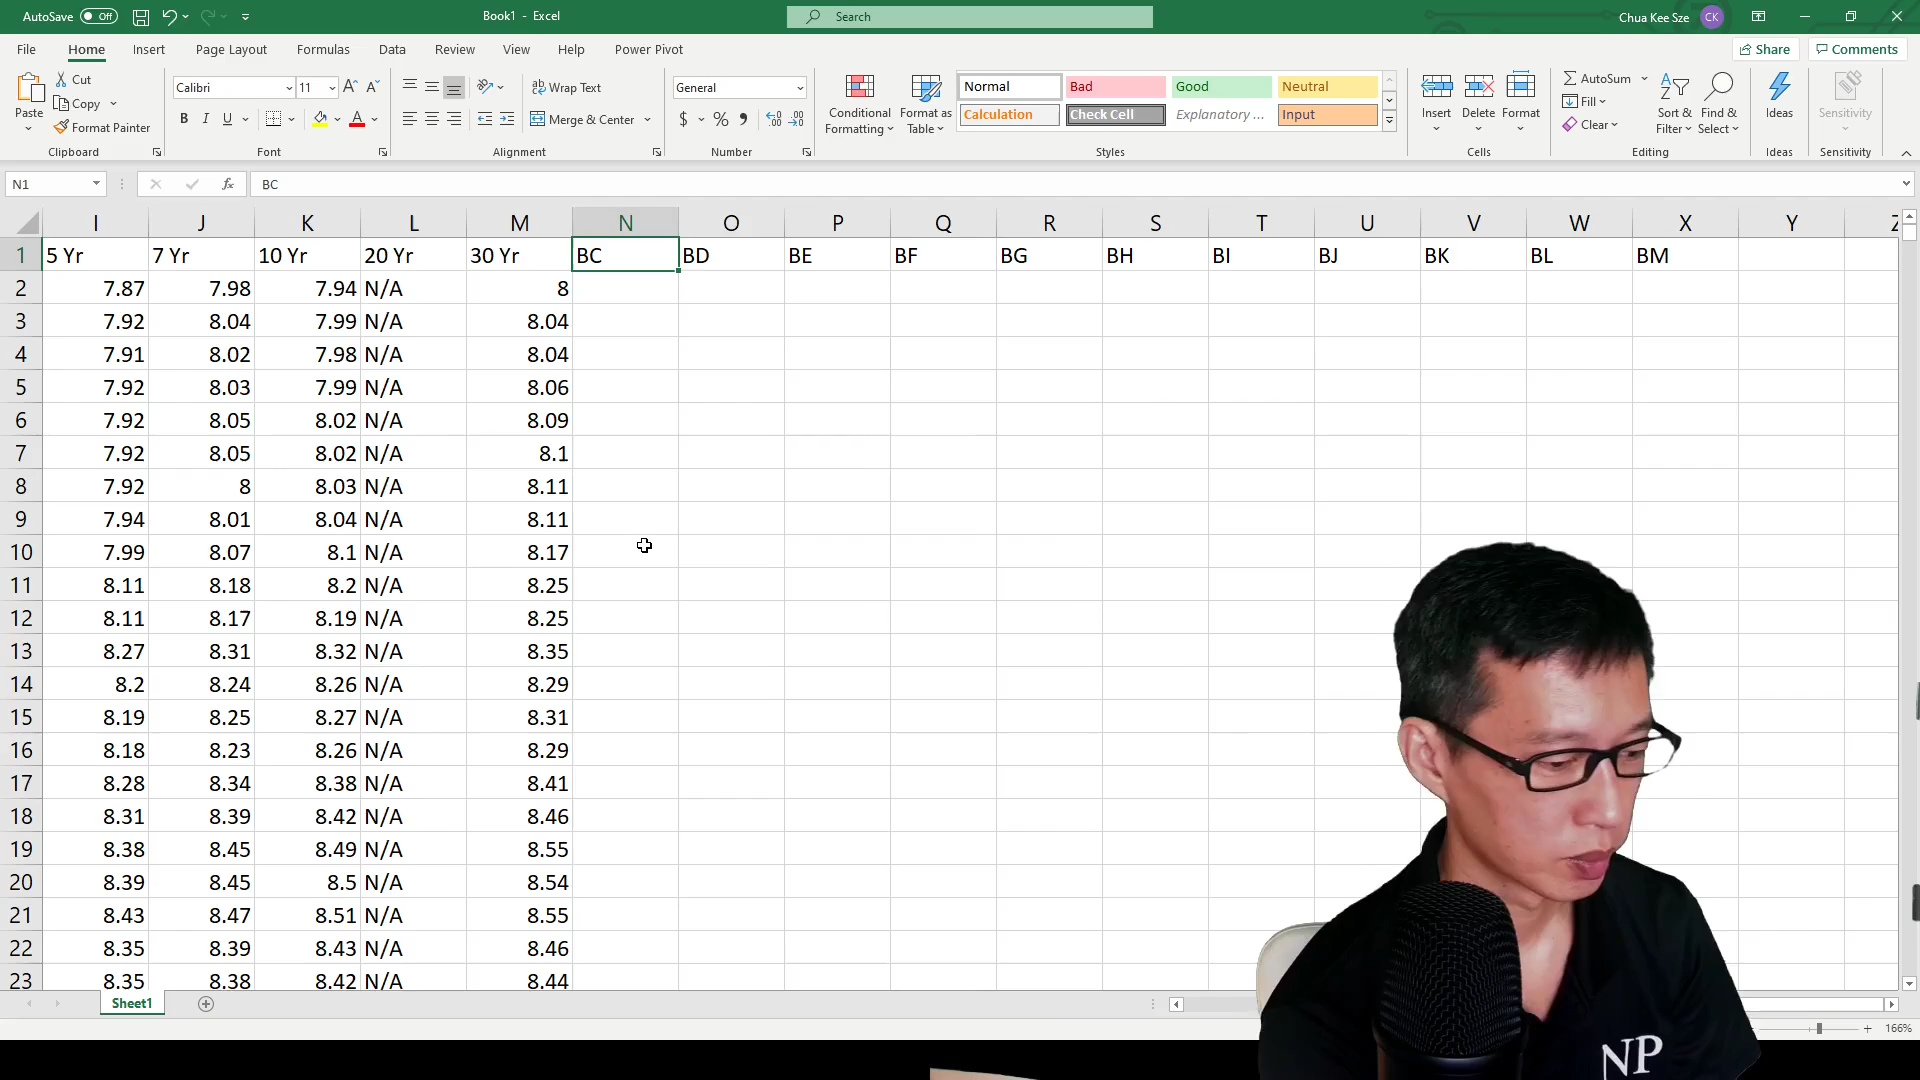 AutoSave Off Book1 - Excel Search Chua Kee Sze CK
File Home Insert Page Layout Formulas Data Review View Help Power Pivot Share Comments
Paste Cut Copy Format Painter Clipboard
Calibri 11 B I U A A A Font
Wrap Text Merge & Center Alignment
General $ % Number
Conditional Formatting Format as Table
Normal Bad Good Neutral
Calculation Check Cell Explanatory ... Input
Styles
Insert Delete Format Cells
AutoSum Fill Clear Sort & Filter Find & Select Editing
Ideas Ideas
Sensitivity Sensitivity
N1 fx BC
I J K L M N O P Q R S T U V W X Y Z
1 5 Yr 7 Yr 10 Yr 20 Yr 30 Yr BC BD BE BF BG BH BI BJ BK BL BM
2 7.87 7.98 7.94 N/A 8
3 7.92 8.04 7.99 N/A 8.04
4 7.91 8.02 7.98 N/A 8.04
5 7.92 8.03 7.99 N/A 8.06
6 7.92 8.05 8.02 N/A 8.09
7 7.92 8.05 8.02 N/A 8.1
8 7.92 8 8.03 N/A 8.11
9 7.94 8.01 8.04 N/A 8.11
10 7.99 8.07 8.1 N/A 8.17
11 8.11 8.18 8.2 N/A 8.25
12 8.11 8.17 8.19 N/A 8.25
13 8.27 8.31 8.32 N/A 8.35
14 8.2 8.24 8.26 N/A 8.29
15 8.19 8.25 8.27 N/A 8.31
16 8.18 8.23 8.26 N/A 8.29
17 8.28 8.34 8.38 N/A 8.41
18 8.31 8.39 8.42 N/A 8.46
19 8.38 8.45 8.49 N/A 8.55
20 8.39 8.45 8.5 N/A 8.54
21 8.43 8.47 8.51 N/A 8.55
22 8.35 8.39 8.43 N/A 8.46
23 8.35 8.38 8.42 N/A 8.44
Sheet1
166%
NP